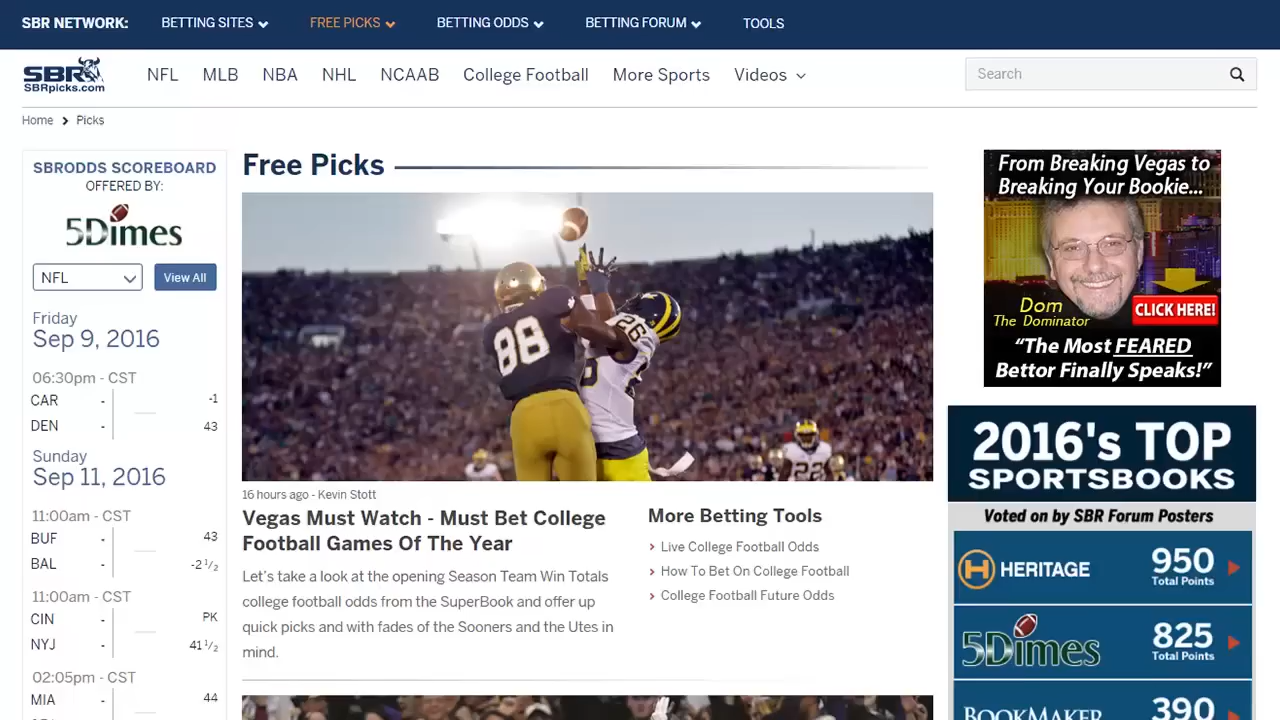 SBR NETWORK: BETTING SITES FREE PICKS BETTING ODDS BETTING FORUM TOOLS
SBR
SBRpicks.com
NFL MLB NBA NHL NCAAB College Football More Sports Videos
Search
Home Picks
SBRODDS SCOREBOARD
OFFERED BY:
5Dimes
NFL View All
Friday
Sep 9, 2016
06:30pm - CST
CAR - -1
DEN - 43
Sunday
Sep 11, 2016
11:00am - CST
BUF - 43
BAL - -2 1/2
11:00am - CST
CIN - PK
NYJ - 41 1/2
02:05pm - CST
MIA 44
Free Picks
88
26
22
16 hours ago - Kevin Stott
Vegas Must Watch - Must Bet College
Football Games Of The Year
Let's take a look at the opening Season Team Win Totals
college football odds from the SuperBook and offer up
quick picks and with fades of the Sooners and the Utes in
mind.
More Betting Tools
Live College Football Odds
How To Bet On College Football
College Football Future Odds
From Breaking Vegas to
Breaking Your Bookie...
Dom
The Dominator
CLICK HERE!
“The Most FEARED
Bettor Finally Speaks!”
2016's TOP
SPORTSBOOKS
Voted on by SBR Forum Posters
HERITAGE 950
Total Points
5Dimes 825
Total Points
BOOKMAKER 390